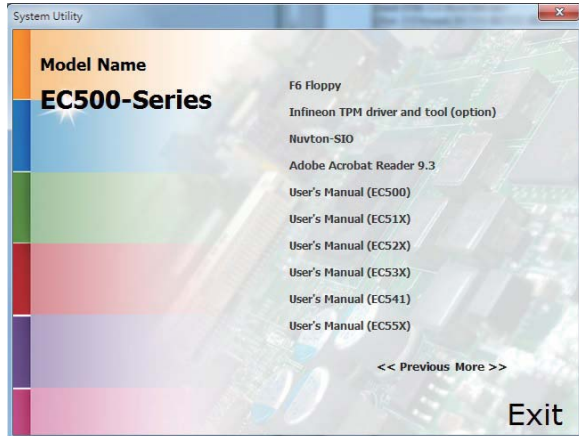 System Utility
Model Name
EC500-Series
F6 Floppy
Infineon TPM driver and tool (option)
Nuvton-SIO
Adobe Acrobat Reader 9.3
User's Manual (EC500)
User's Manual (EC51X)
User's Manual (EC52X)
User's Manual (EC53X)
User's Manual (EC541)
User's Manual (EC55X)
<< Previous More >>
Exit